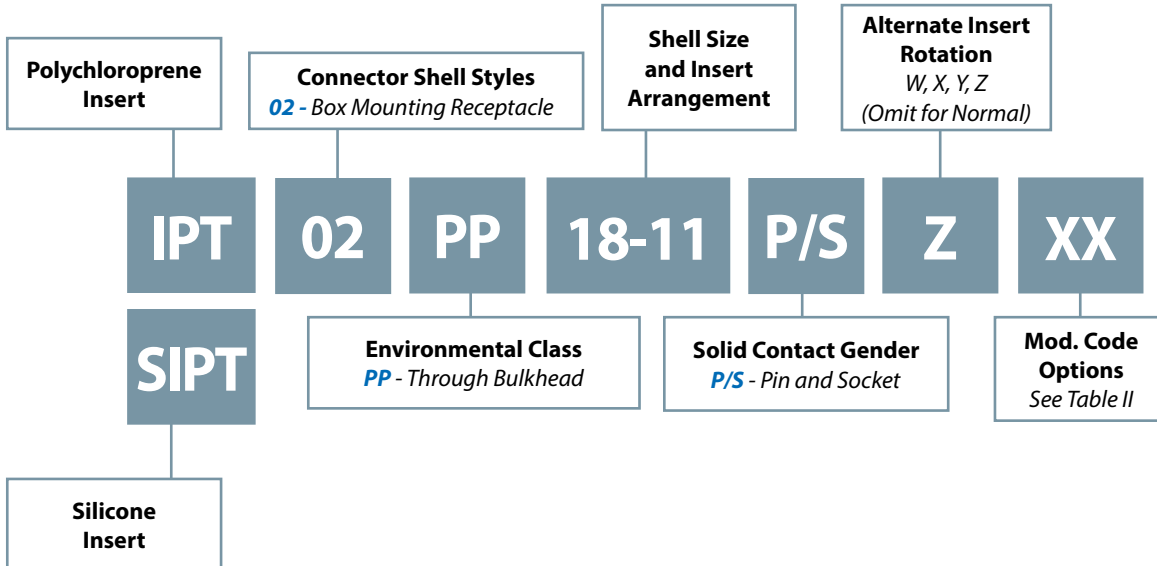 Polychloroprene
Insert
Connector Shell Styles
02 - Box Mounting Receptacle
Shell Size
and Insert
Arrangement
Alternate Insert
Rotation
W, X, Y, Z
(Omit for Normal)
IPT
02
PP
18-11
P/S
Z
XX
SIPT
Environmental Class
PP - Through Bulkhead
Solid Contact Gender
P/S - Pin and Socket
Mod. Code
Options
See Table II
Silicone
Insert